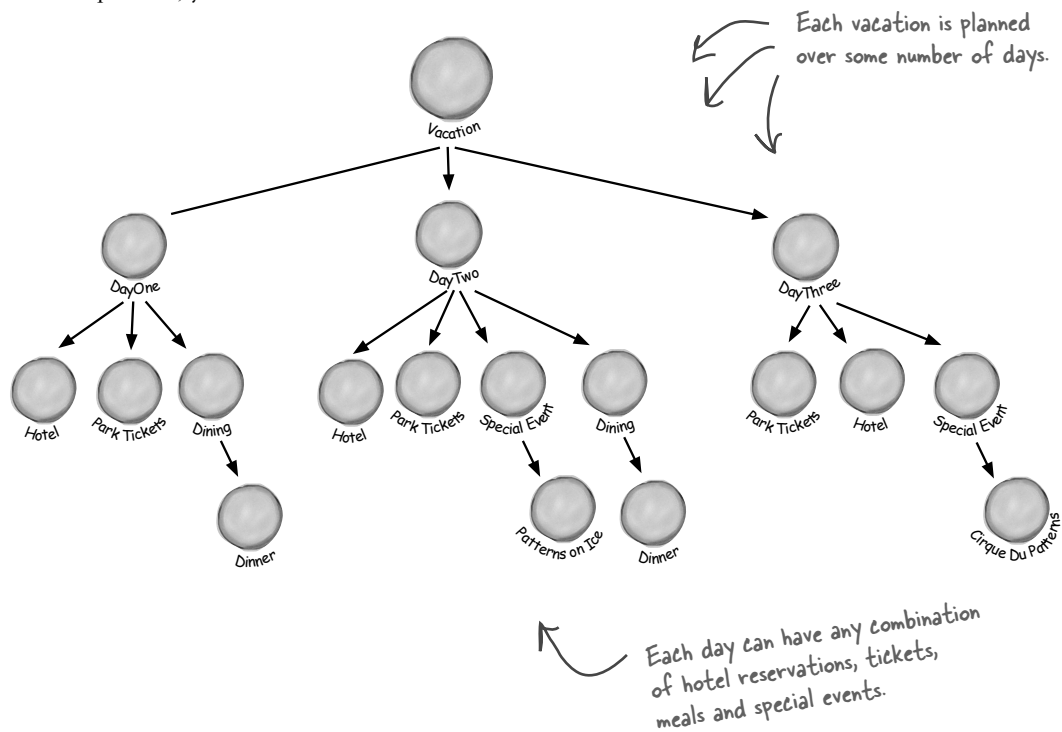 Each vacation is planned
over some number of days.
Vacation
DayOne
DayTwo
DayThree
Hotel
Park Tickets
Dining
Hotel
Park Tickets
Special Event
Dining
Park Tickets
Hotel
Special Event
Dinner
Patterns on Ice
Dinner
Cirque Du Patterns
Each day can have any combination
of hotel reservations, tickets,
meals and special events.